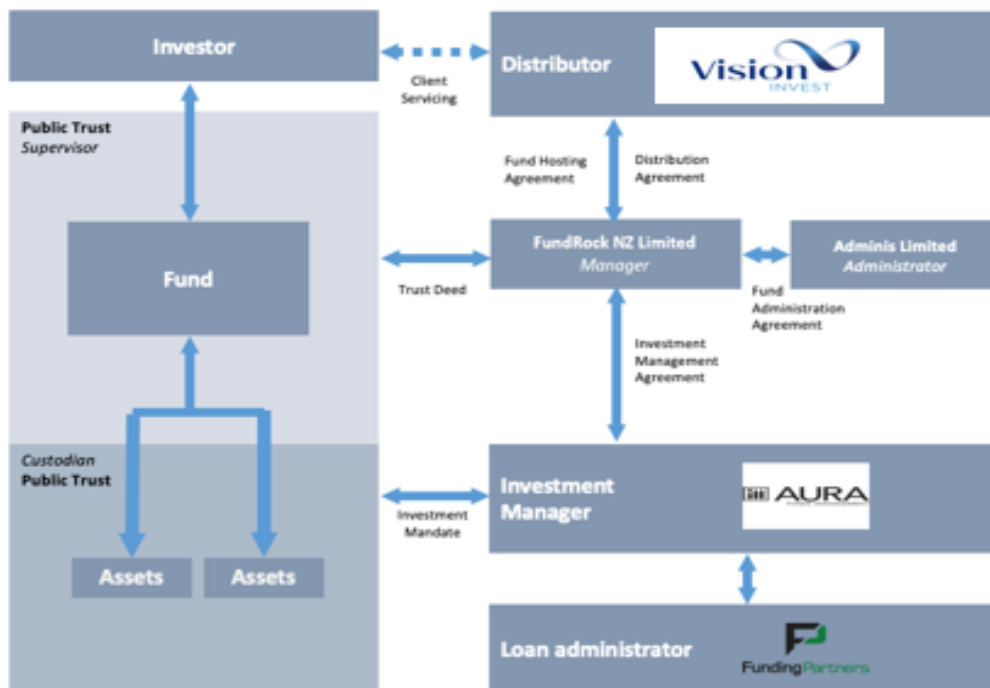 Investor
Client
Servicing
Distributor
Vision
INVEST
Public Trust
Supervisor
Fund Hosting
Agreement
Distribution
Agreement
Fund
Trust Deed
FundRock NZ Limited
Manager
Adminis Limited
Administrator
Fund
Administration
Agreement
Investment
Management
Agreement
Custodian
Public Trust
Investment
Mandate
Investment
Manager
AURA
Assets
Assets
Loan administrator
FundingPartners